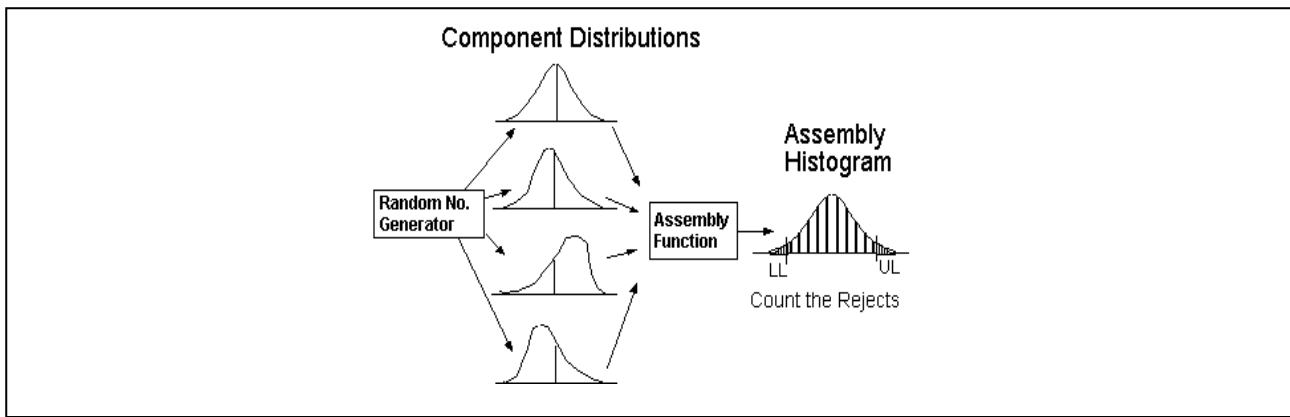 Component Distributions
Random No.
Generator
Assembly
Function
Assembly
Histogram
LL
UL
Count the Rejects